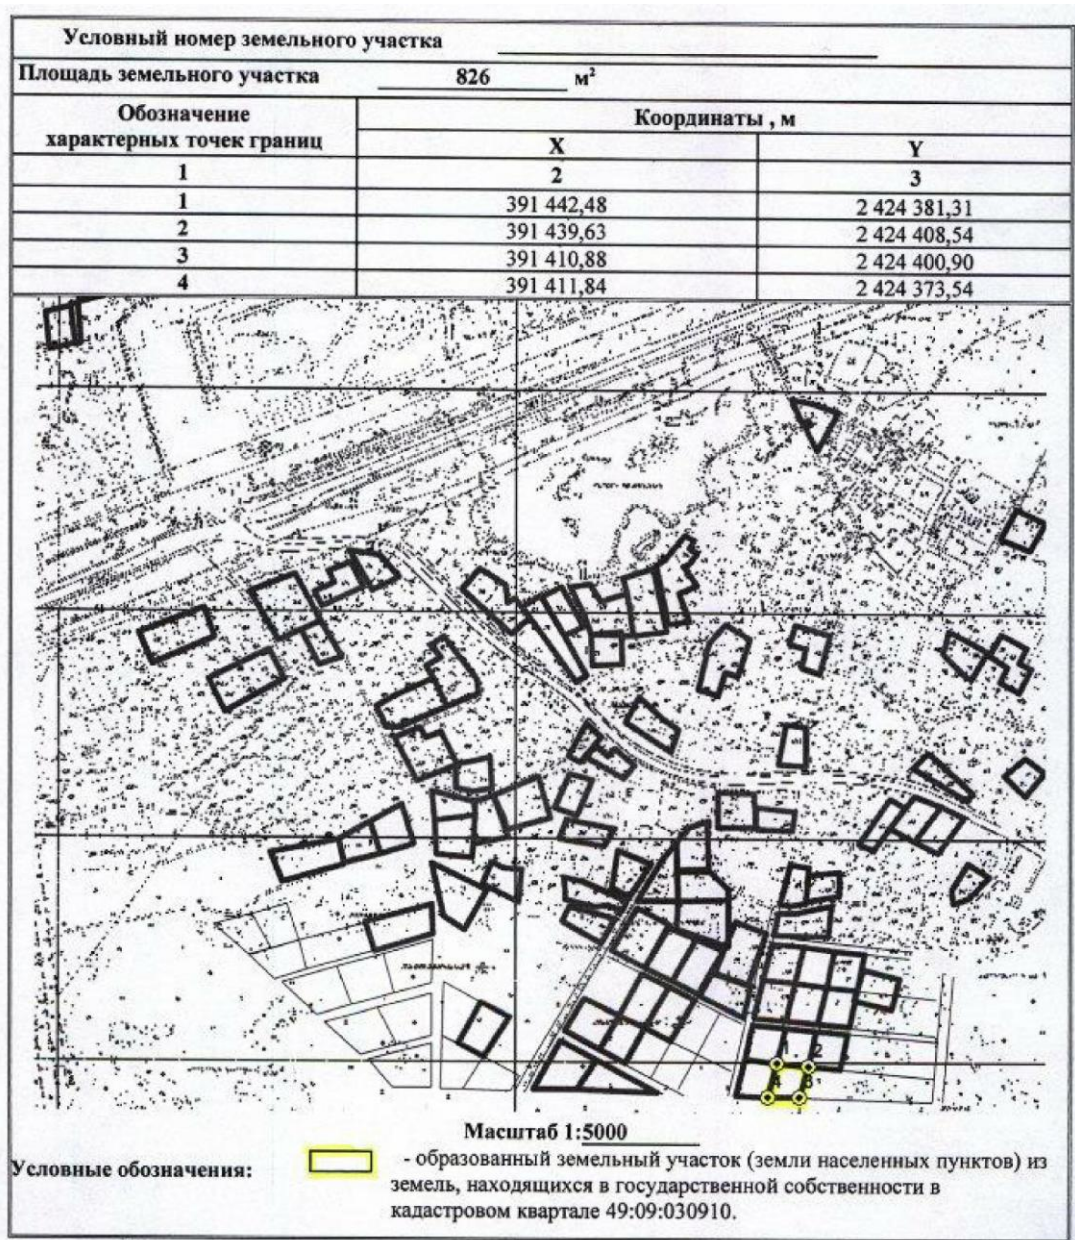 Условный номер земельного участка
Площадь земельного участка 826 м²
Обозначение характерных точек границ
Координаты , м
X Y
1 2 3
1 391 442,48 2 424 381,31
2 391 439,63 2 424 408,54
3 391 410,88 2 424 400,90
4 391 411,84 2 424 373,54
1 2
4 3
Масштаб 1:5000
Условные обозначения: - образованный земельный участок (земли населенных пунктов) из
земель, находящихся в государственной собственности в
кадастровом квартале 49:09:030910.